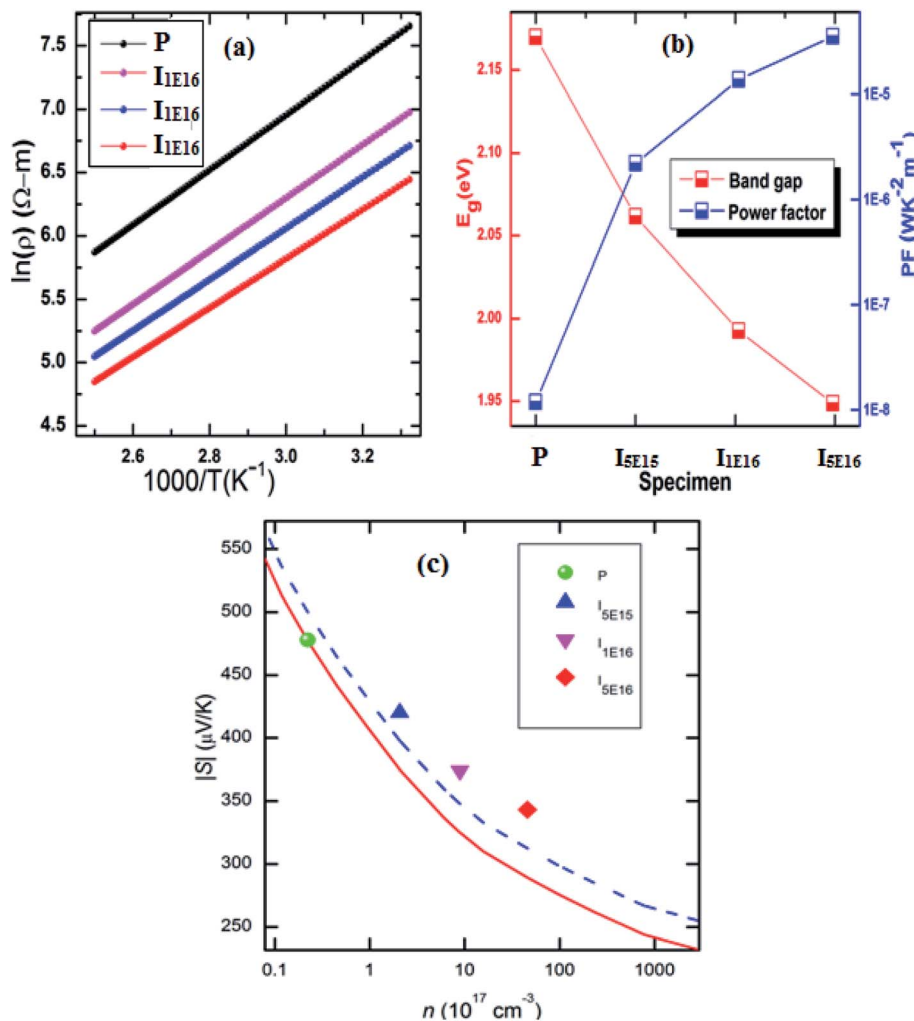 7.5
7.0
6.5
6.0
5.5
5.0
4.5
ln(ρ) (Ω–m)
P
I1E16
I1E16
I1E16
(a)
2.6 2.8 3.0 3.2
1000/T(K⁻¹)
2.15
2.10
2.05
2.00
1.95
Eg(eV)
(b)
Band gap
Power factor
1E-5
1E-6
1E-7
1E-8
PF (WK⁻²m⁻¹)
P I5E15 I1E16 I5E16
Specimen
550
500
450
400
350
300
250
|S| (μV/K)
(c)
P
I5E15
I1E16
I5E16
0.1 1 10 100 1000
n (10¹⁷ cm⁻³)